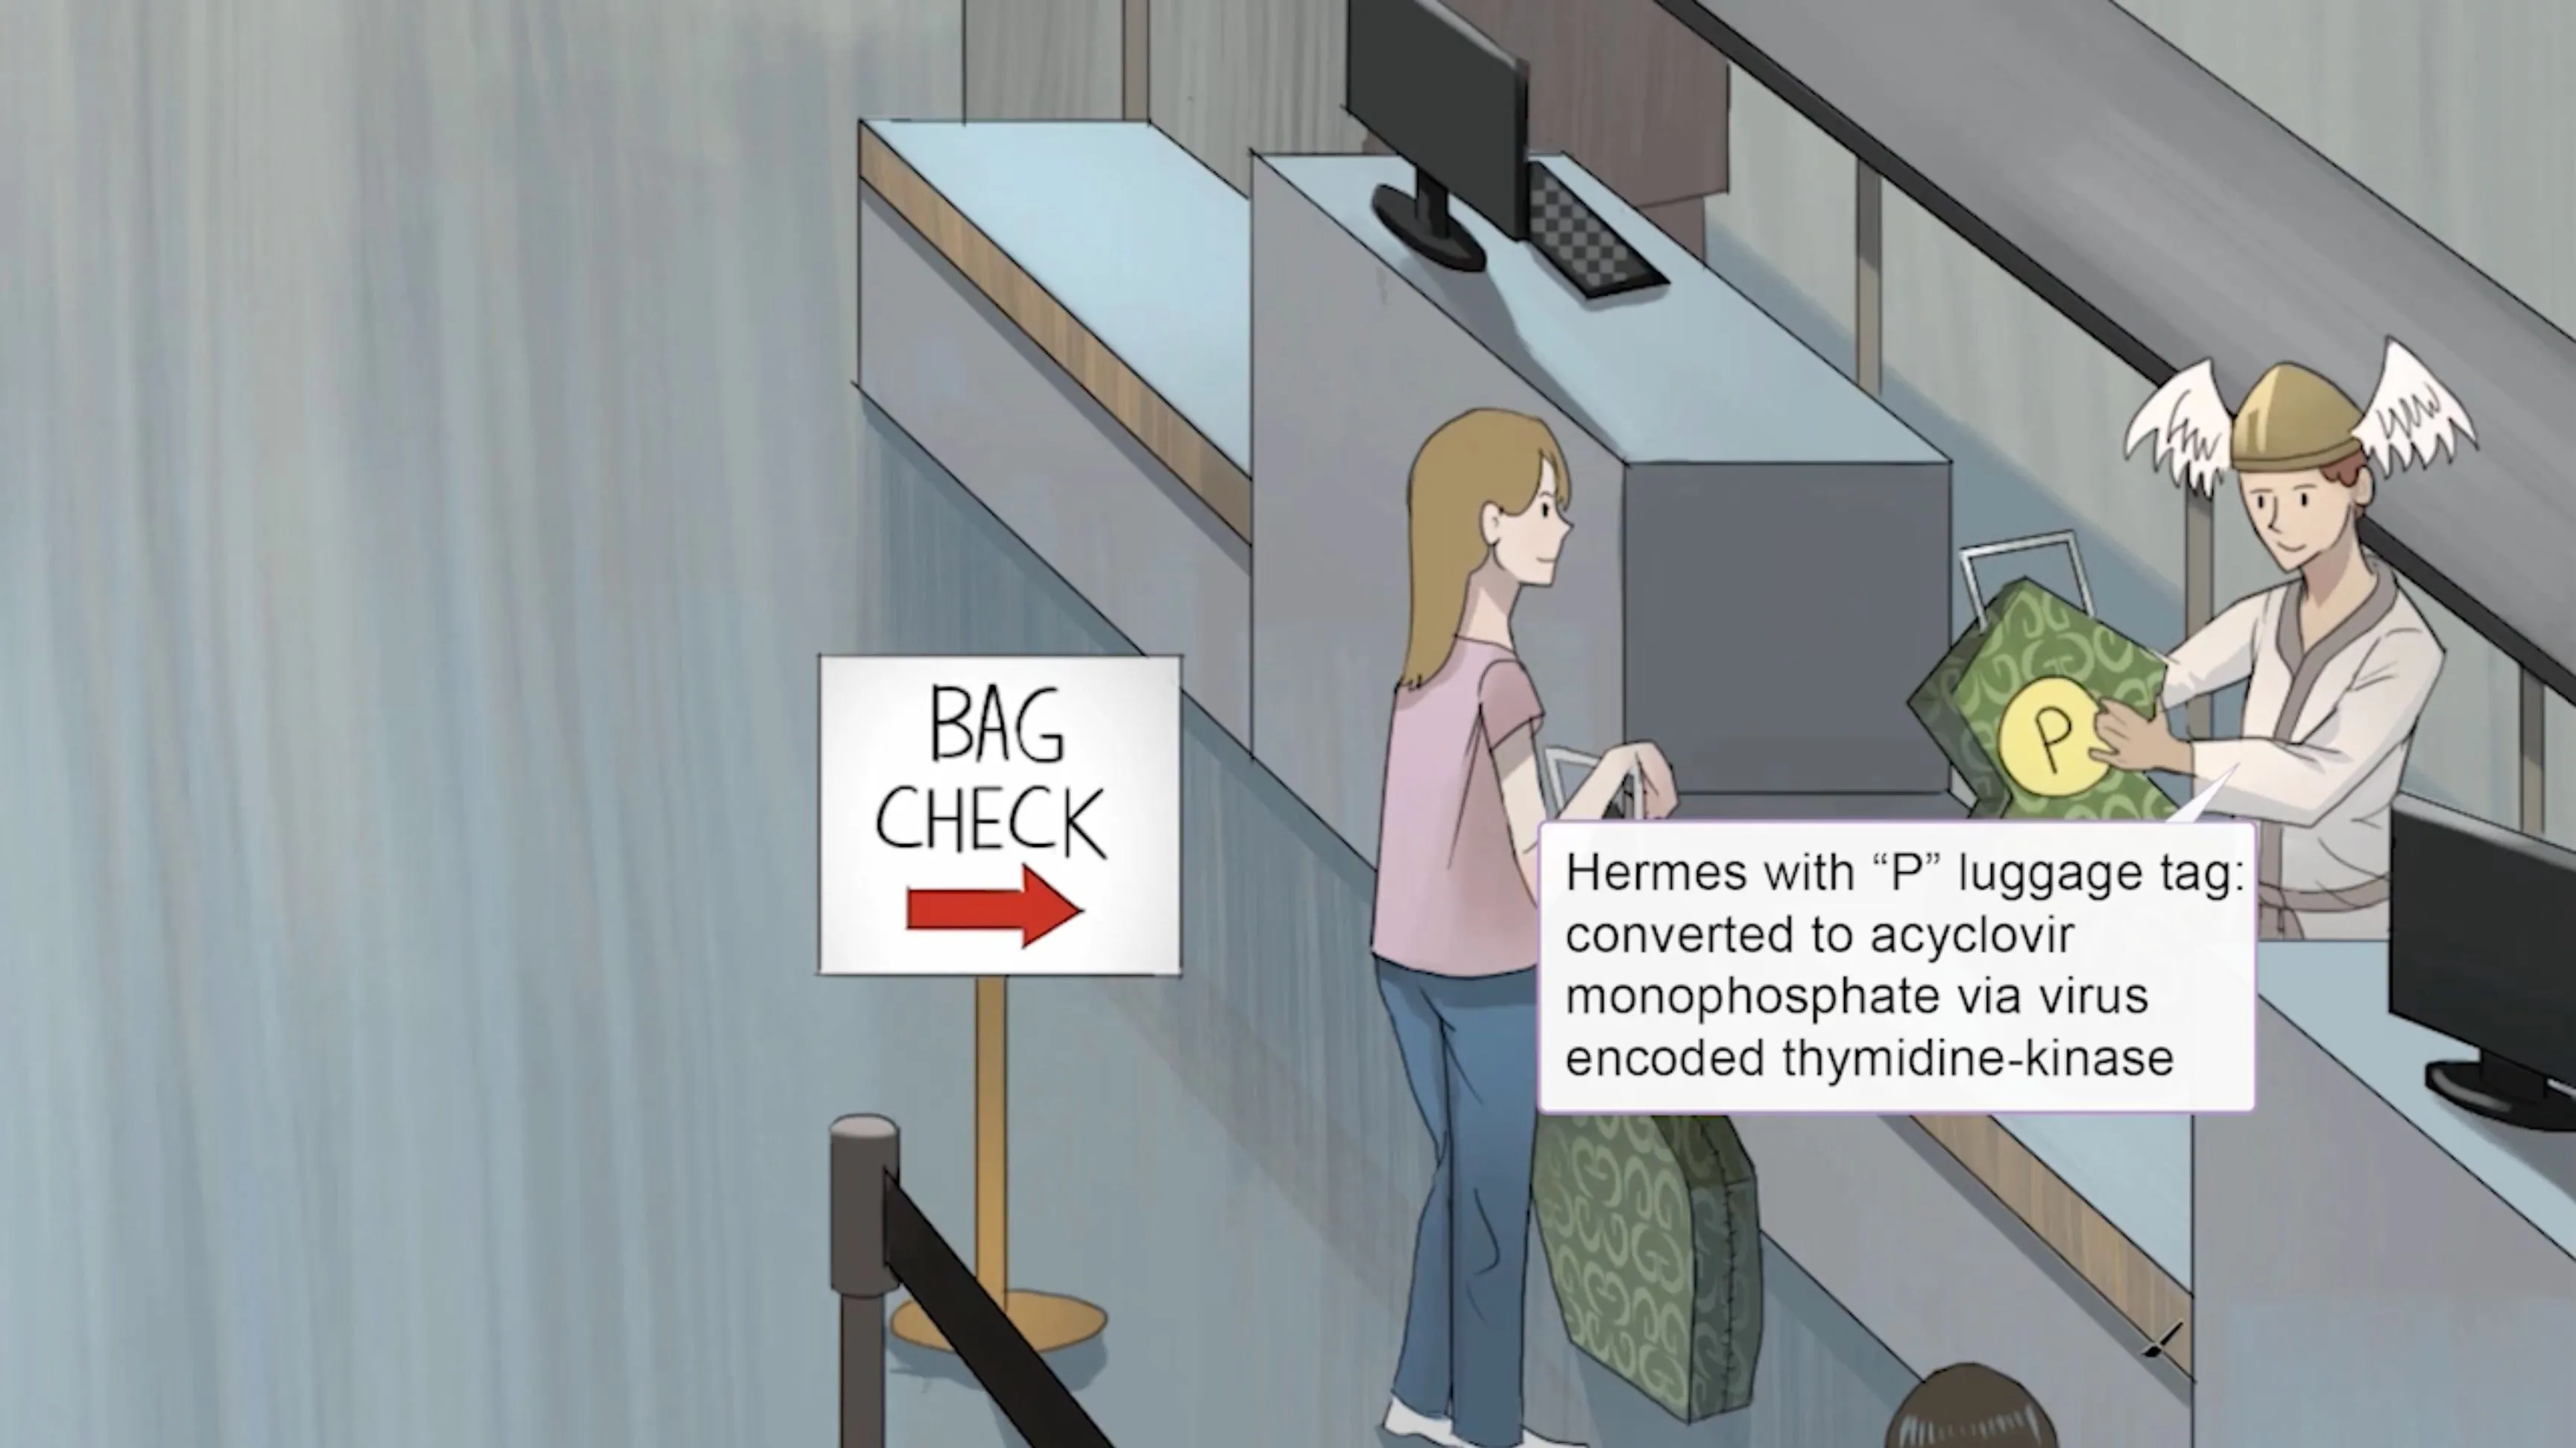 BAG
CHECK
P
Hermes with “P” luggage tag:
converted to acyclovir
monophosphate via virus
encoded thymidine-kinase